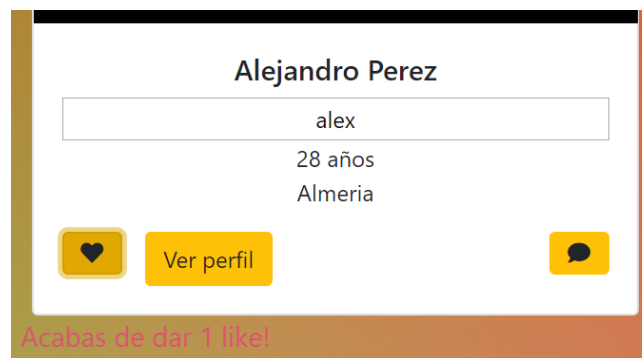 Alejandro Perez
alex
28 años
Almeria
Ver perfil
Acabas de dar 1 like!